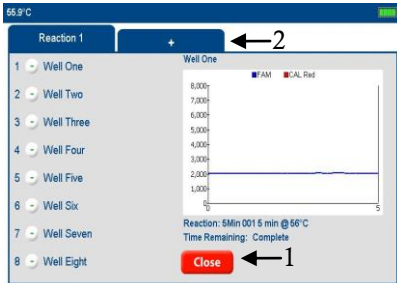 55.9°C
Reaction 1
+
2
1 - Well One
2 - Well Two
3 - Well Three
4 - Well Four
5 - Well Five
6 - Well Six
7 - Well Seven
8 - Well Eight
Well One
FAM CAL Red
8,000
7,000
6,000
5,000
4,000
3,000
2,000
1,000
0
0 5
Reaction: 5Min 001 5 min @ 56°C
Time Remaining: Complete
Close
1